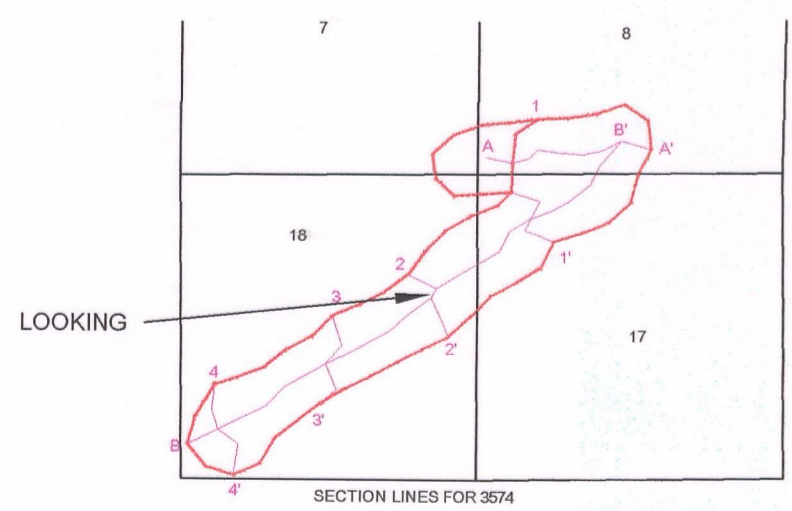 7
8
1
A
B'
A'
18
2
1'
3
LOOKING
17
2'
4
3'
B
4'
SECTION LINES FOR 3574